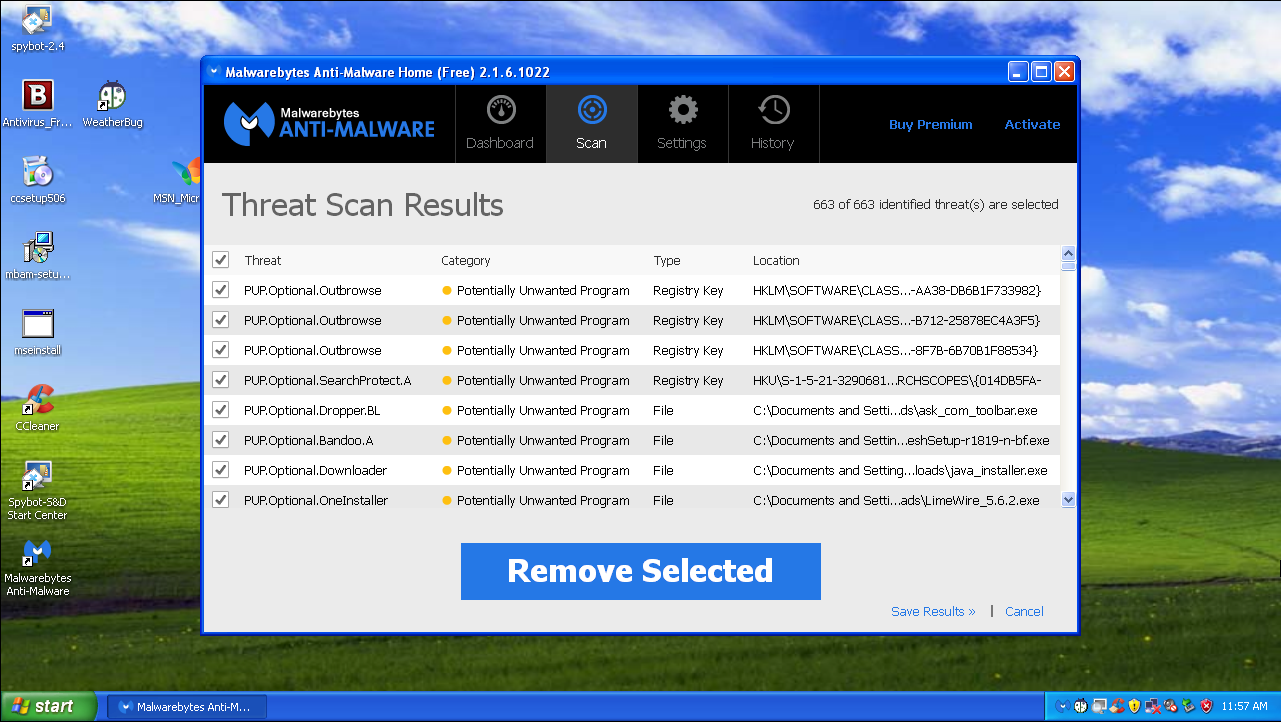 spybot-2.4
Antivirus_Fr...
WeatherBug
ccsetup506
MSN_Micr
mbam-setu...
mseinstall
CCleaner
Spybot-S&D
Start Center
Malwarebytes
Anti-Malware
Malwarebytes Anti-Malware Home (Free) 2.1.6.1022
Malwarebytes
ANTI-MALWARE
Dashboard
Scan
Settings
History
Buy Premium
Activate
Threat Scan Results
663 of 663 identified threat(s) are selected
Threat Category Type Location
PUP.Optional.Outbrowse Potentially Unwanted Program Registry Key HKLM\SOFTWARE\CLASS...-AA38-DB6B1F733982}
PUP.Optional.Outbrowse Potentially Unwanted Program Registry Key HKLM\SOFTWARE\CLASS...-B712-25878EC4A3F5}
PUP.Optional.Outbrowse Potentially Unwanted Program Registry Key HKLM\SOFTWARE\CLASS...-8F7B-6B70B1F88534}
PUP.Optional.SearchProtect.A Potentially Unwanted Program Registry Key HKU\S-1-5-21-3290681...RCHSCOPES\{014DB5FA-
PUP.Optional.Dropper.BL Potentially Unwanted Program File C:\Documents and Setti...ds\ask_com_toolbar.exe
PUP.Optional.Bandoo.A Potentially Unwanted Program File C:\Documents and Settin...enSetup-r1819-n-bf.exe
PUP.Optional.Downloader Potentially Unwanted Program File C:\Documents and Setting...loads\java_installer.exe
PUP.Optional.OneInstaller Potentially Unwanted Program File C:\Documents and Setti...ads\LimeWire_5.6.2.exe
Remove Selected
Save Results » | Cancel
start
Malwarebytes Anti-M...
11:57 AM